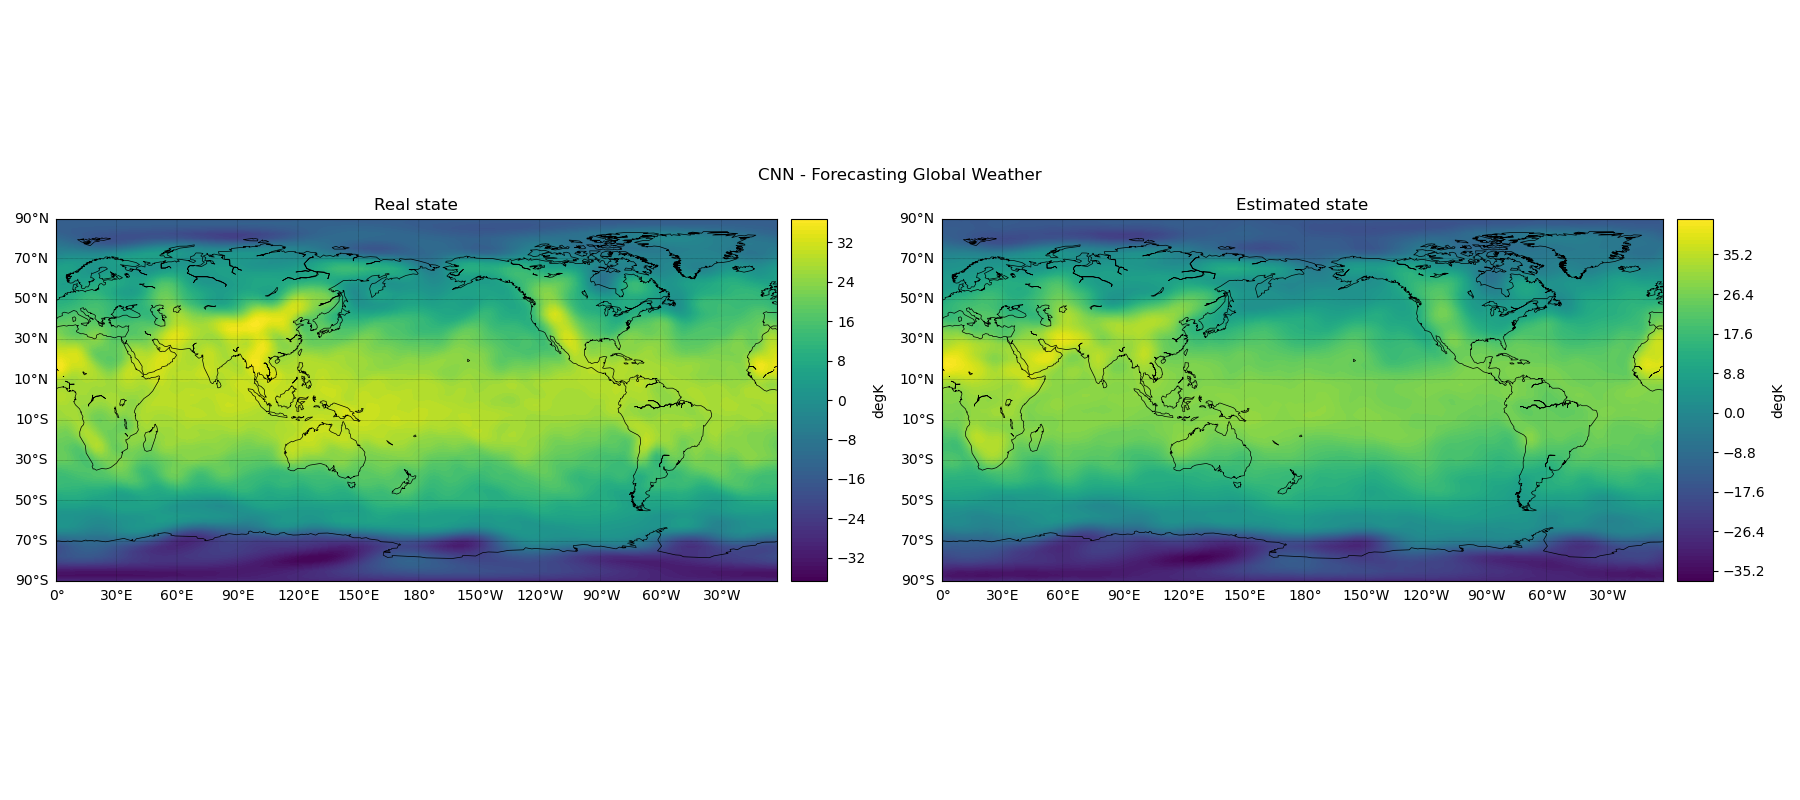 CNN - Forecasting Global Weather
Real state
90°N
70°N
50°N
30°N
10°N
10°S
30°S
50°S
70°S
90°S
0°
30°E
60°E
90°E
120°E
150°E
180°
150°W
120°W
90°W
60°W
30°W
32
24
16
8
0
−8
−16
−24
−32
degK
Estimated state
90°N
70°N
50°N
30°N
10°N
10°S
30°S
50°S
70°S
90°S
0°
30°E
60°E
90°E
120°E
150°E
180°
150°W
120°W
90°W
60°W
30°W
35.2
26.4
17.6
8.8
0.0
−8.8
−17.6
−26.4
−35.2
degK